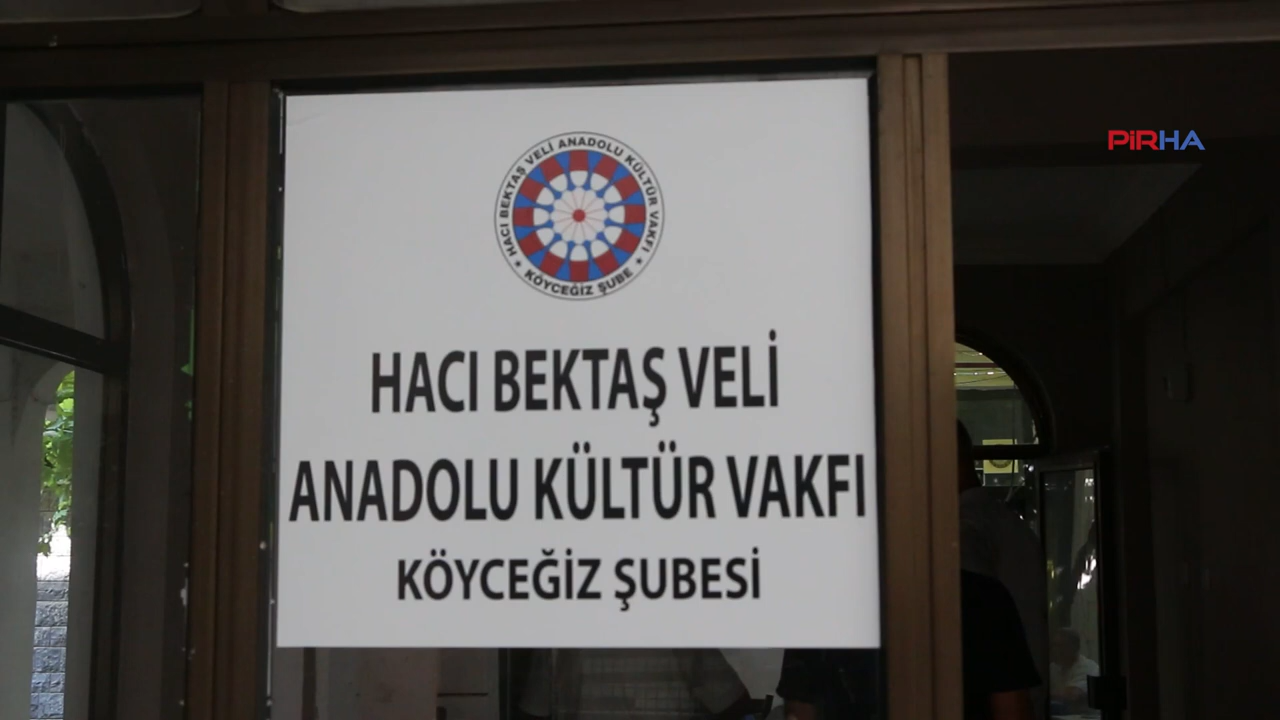 PİRHA
HACI BEKTAŞ VELİ ANADOLU KÜLTÜR VAKFI
★ KÖYCEĞİZ ŞUBE ★
HACI BEKTAŞ VELİ
ANADOLU KÜLTÜR VAKFI
KÖYCEĞİZ ŞUBESİ